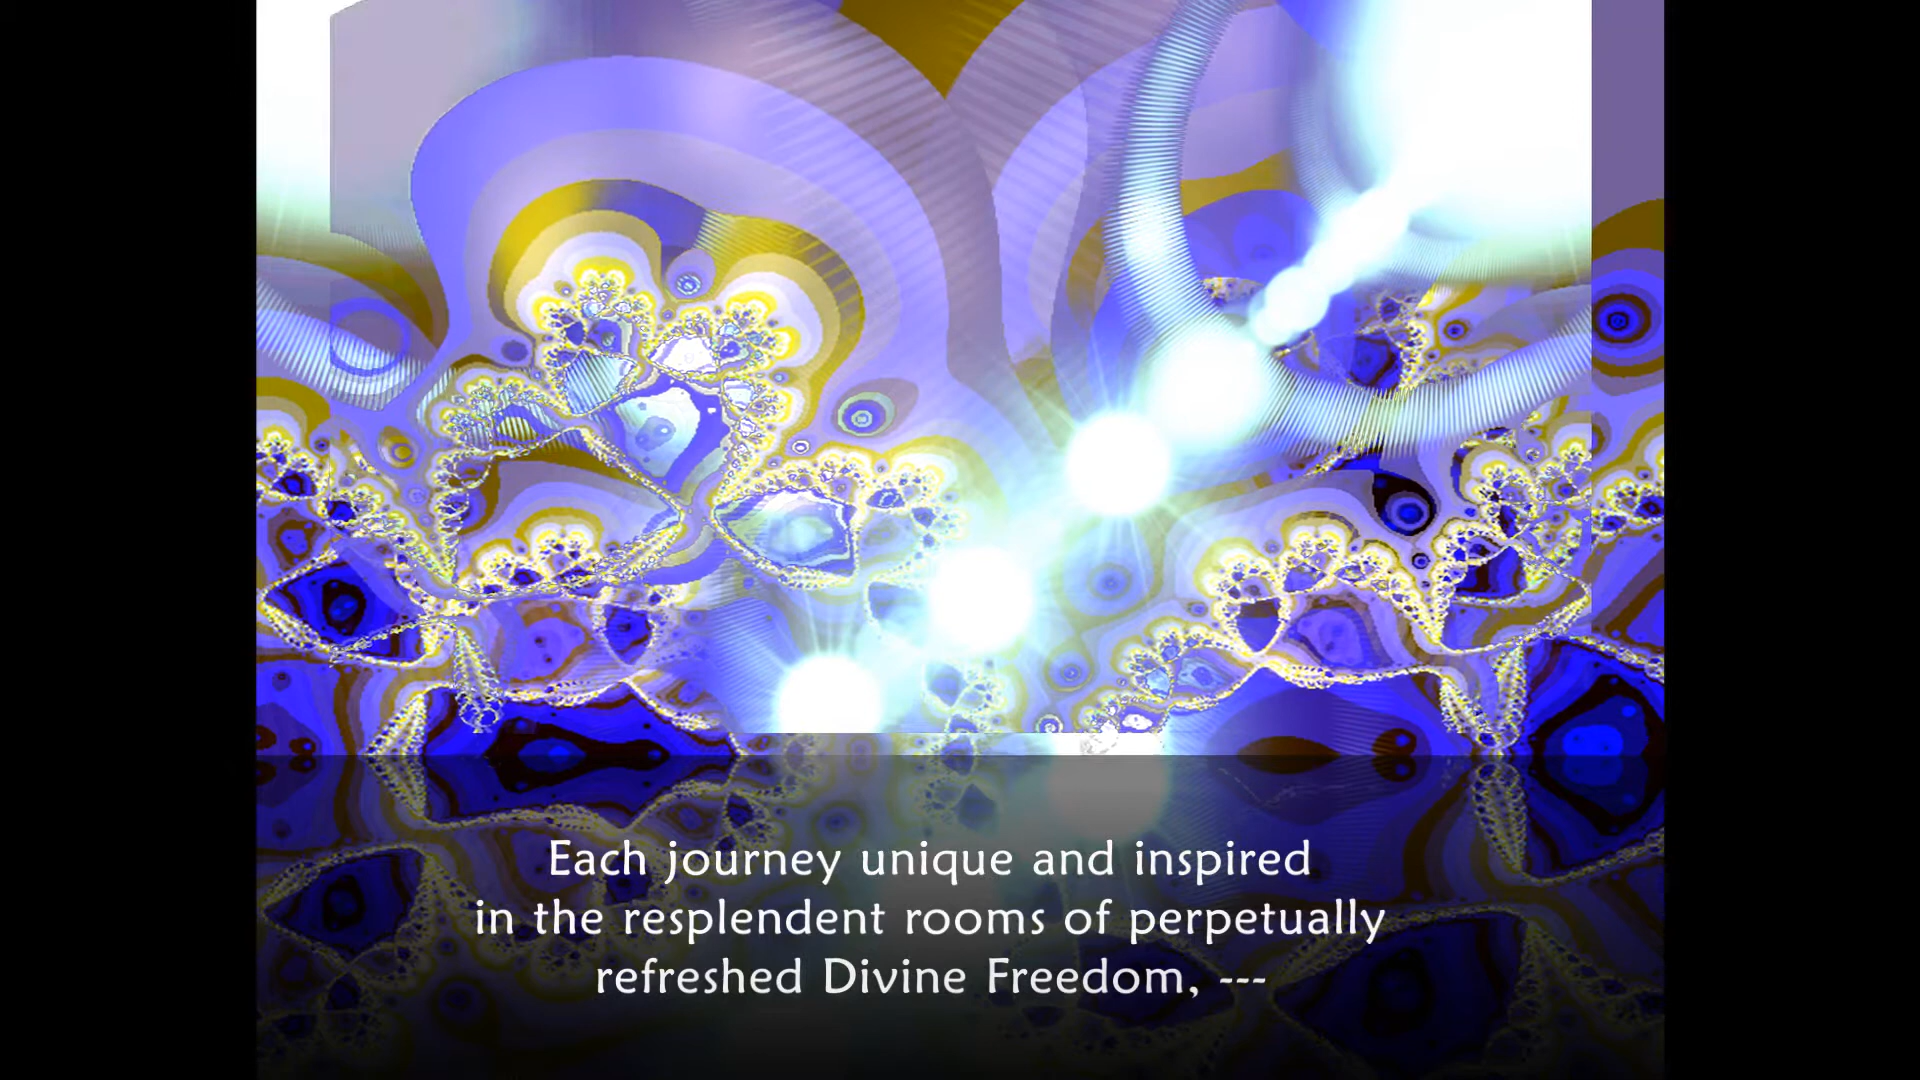 Each journey unique and inspired
in the resplendent rooms of perpetually
refreshed Divine Freedom, ---